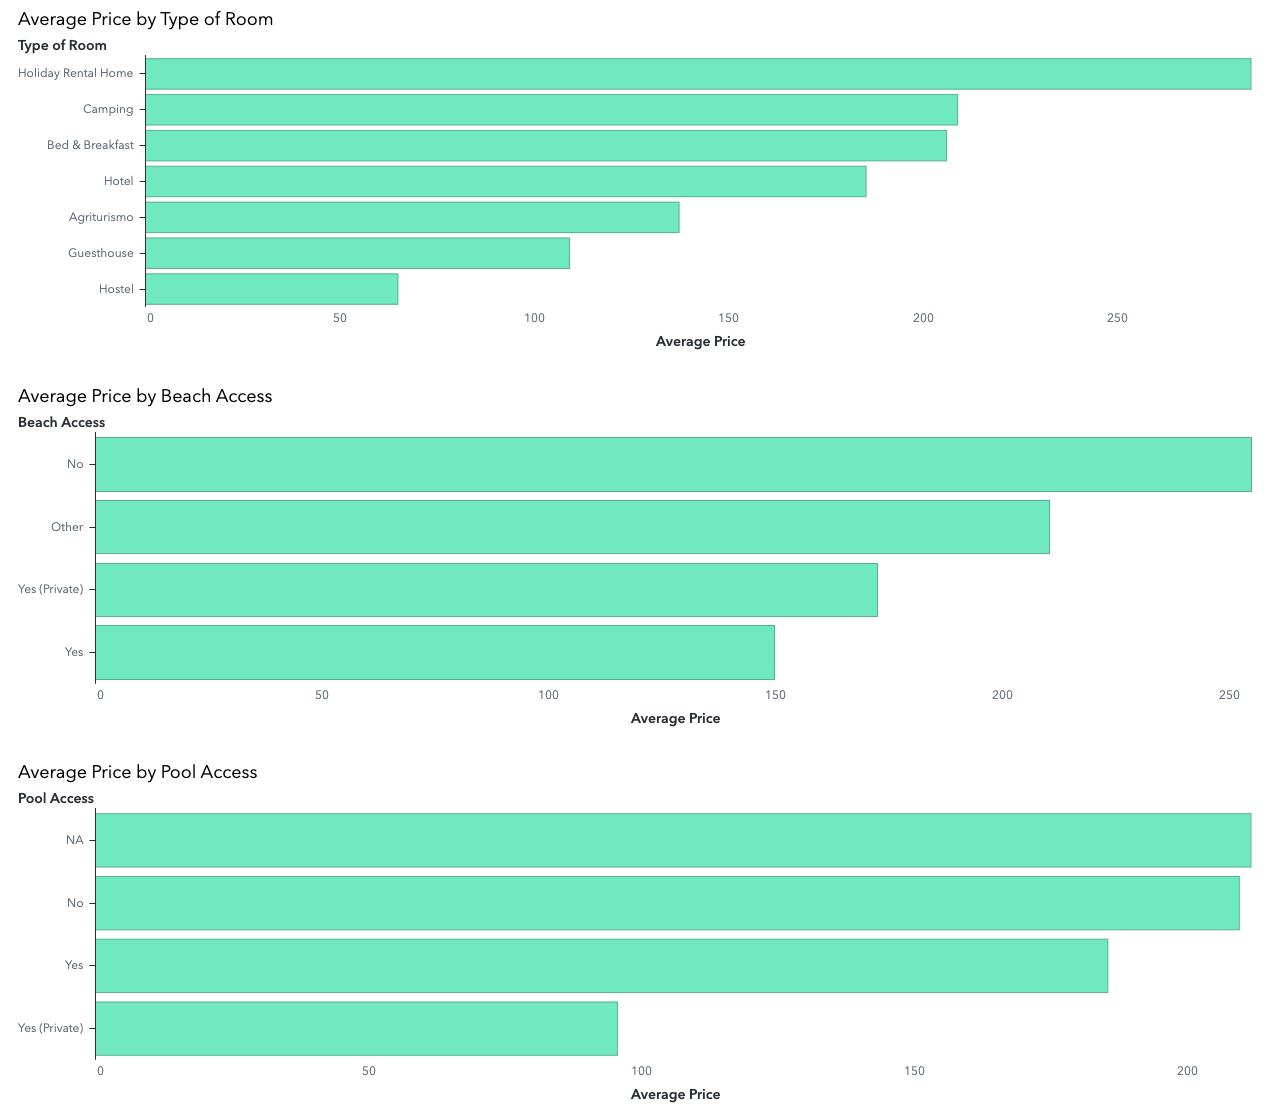 Average Price by Type of Room
Type of Room
Holiday Rental Home
Camping
Bed & Breakfast
Hotel
Agriturismo
Guesthouse
Hostel
0 50 100 150 200 250
Average Price
Average Price by Beach Access
Beach Access
No
Other
Yes (Private)
Yes
0 50 100 150 200 250
Average Price
Average Price by Pool Access
Pool Access
NA
No
Yes
Yes (Private)
0 50 100 150 200
Average Price